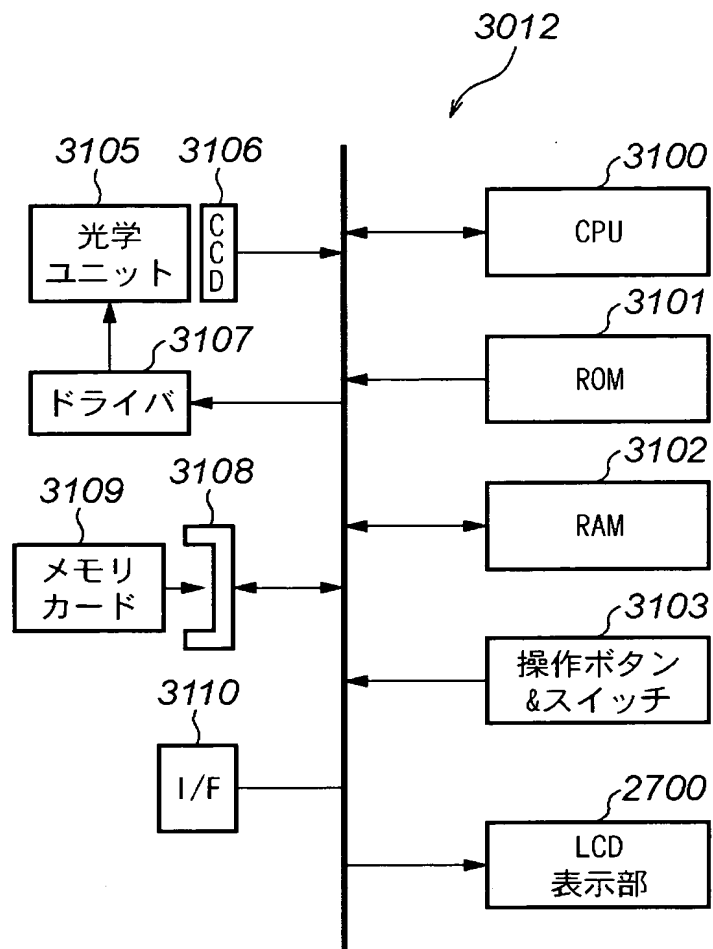 3012
3105
3106
光学
ユニット
CCD
3107
ドライバ
3109
3108
メモリ
カード
3110
I/F
3100
CPU
3101
ROM
3102
RAM
3103
操作ボタン
&スイッチ
2700
LCD
表示部